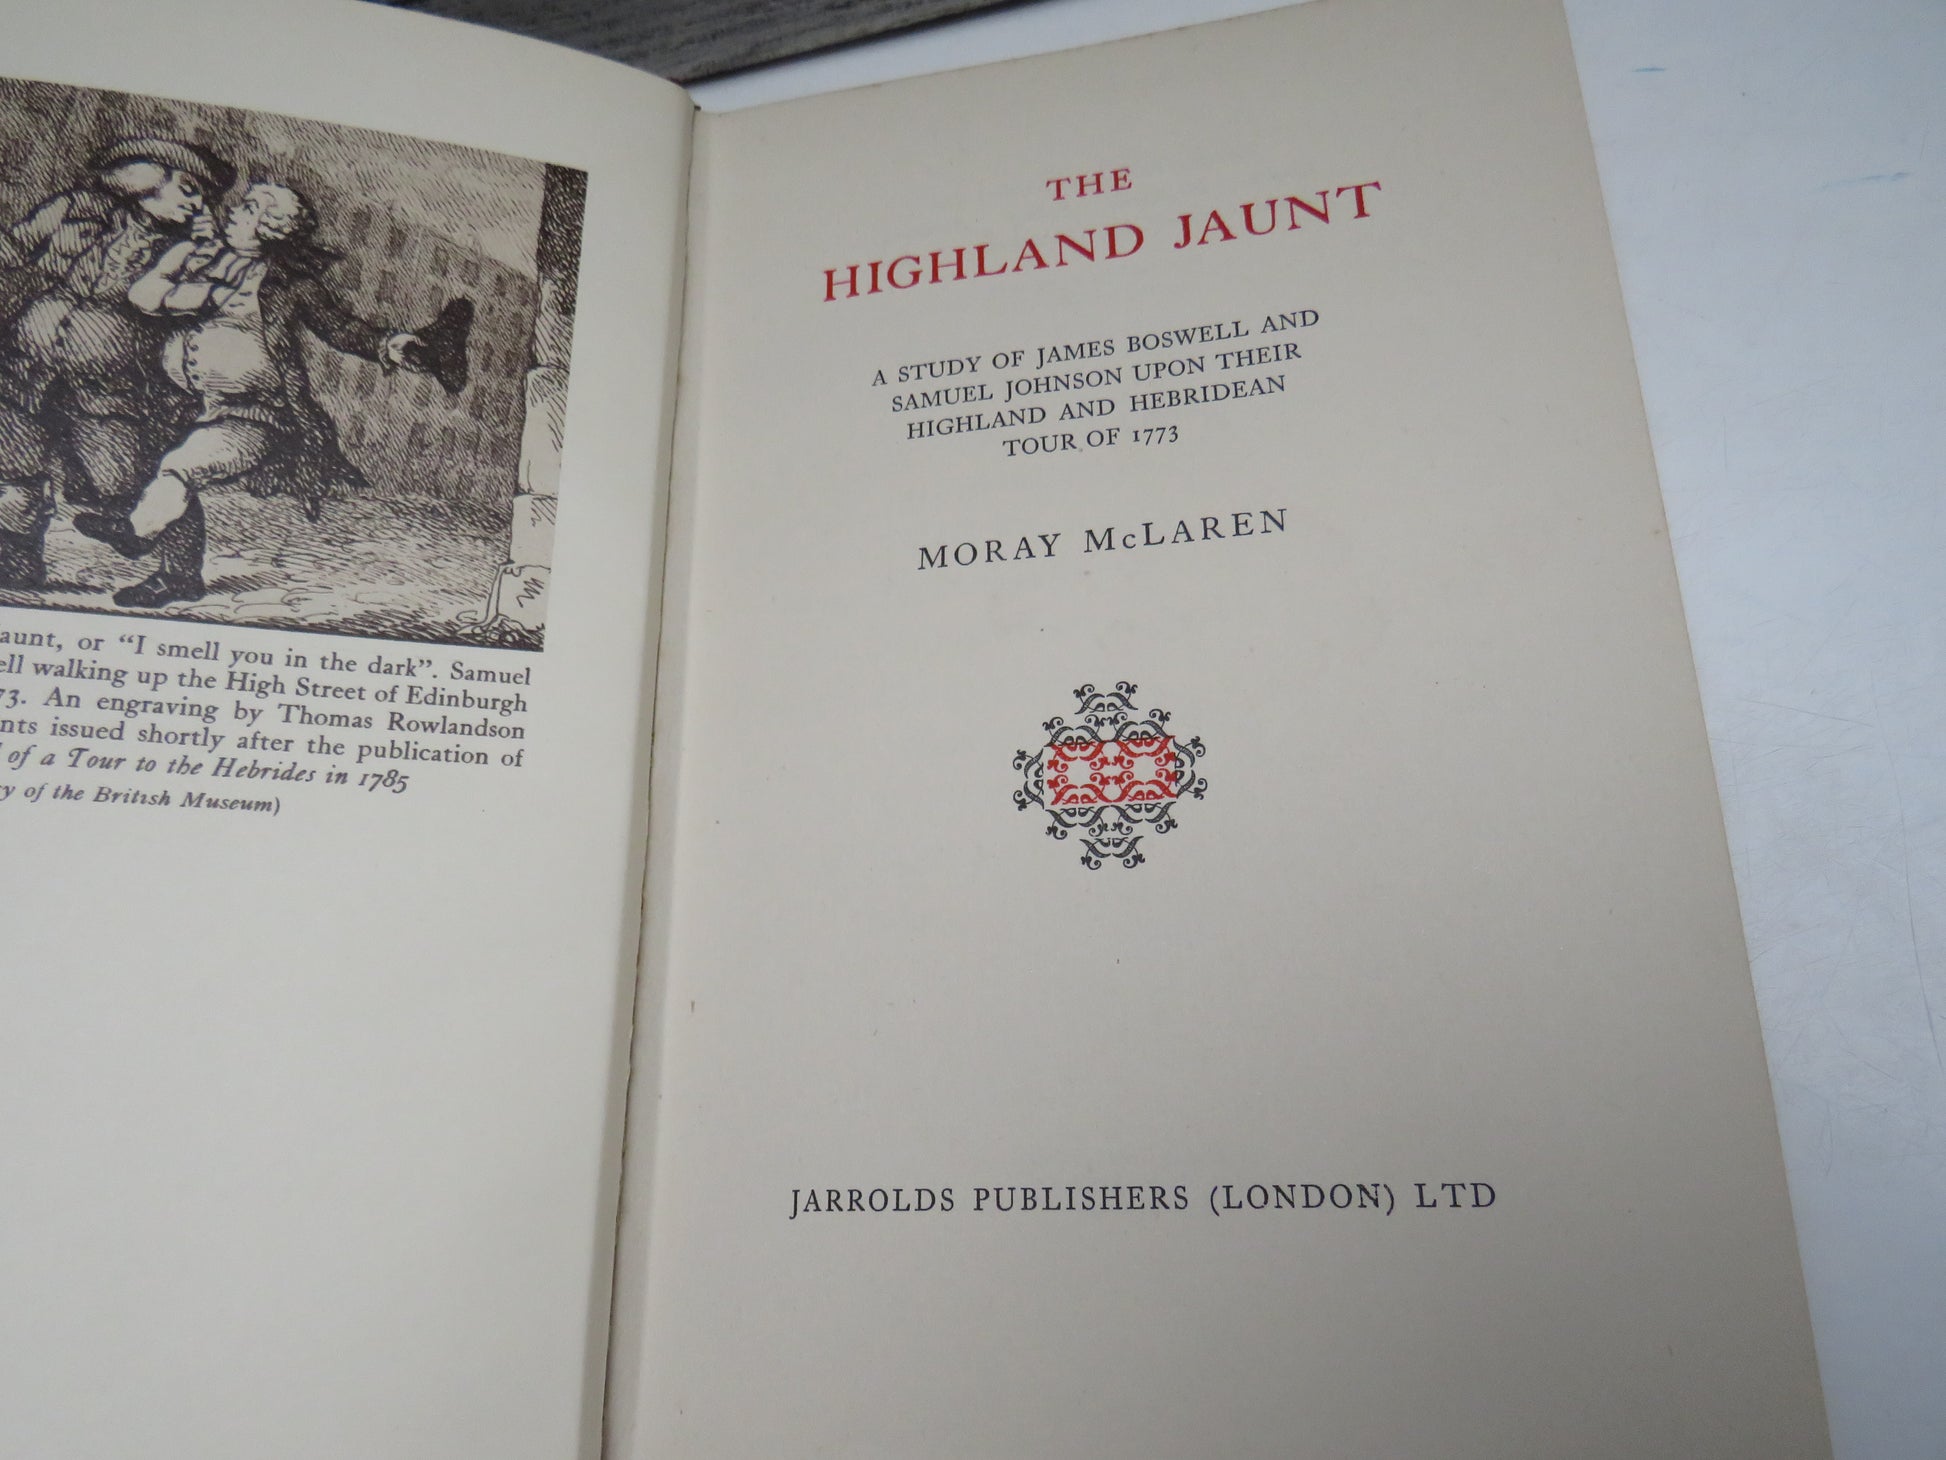 aunt, or “I smell you in the dark”. Samuel
ell walking up the High Street of Edinburgh
73. An engraving by Thomas Rowlandson
nts issued shortly after the publication of
l of a Tour to the Hebrides in 1785
y of the British Museum)
THE
HIGHLAND JAUNT
A STUDY OF JAMES BOSWELL AND
SAMUEL JOHNSON UPON THEIR
HIGHLAND AND HEBRIDEAN
TOUR OF 1773
MORAY McLAREN
JARROLDS PUBLISHERS (LONDON) LTD